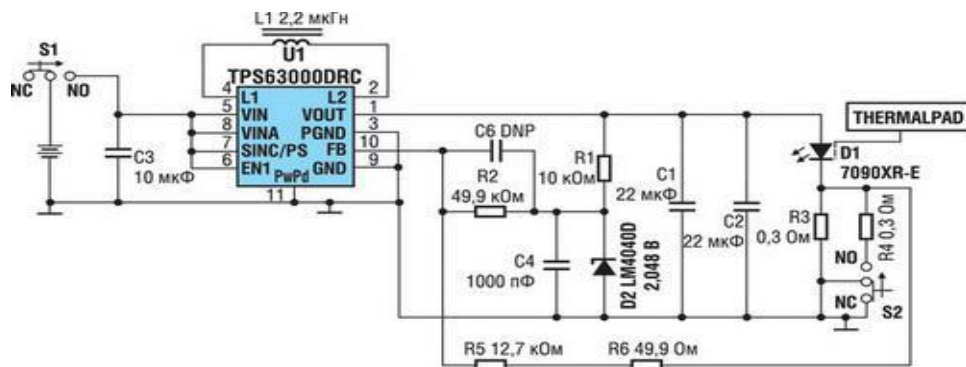 L1 2,2 мкГн
S1
U1
TPS63000DRC
NC
NO
4
L1
L2
2
5
VIN
VOUT
1
8
VINA
PGND
3
7
SINC/PS
FB
10
6
EN1
GND
9
PwPd
11
C3
10 мкФ
C6 DNP
R2
49,9 кОм
R1
10 кОм
C4
1000 пФ
D2 LM4040D
2,048 В
C1
22 мкФ
C2
22 мкФ
THERMALPAD
D1
7090XR-E
R3
0,3 Ом
R4 0,3 Ом
NO
NC
S2
R5 12,7 кОм
R6 49,9 Ом